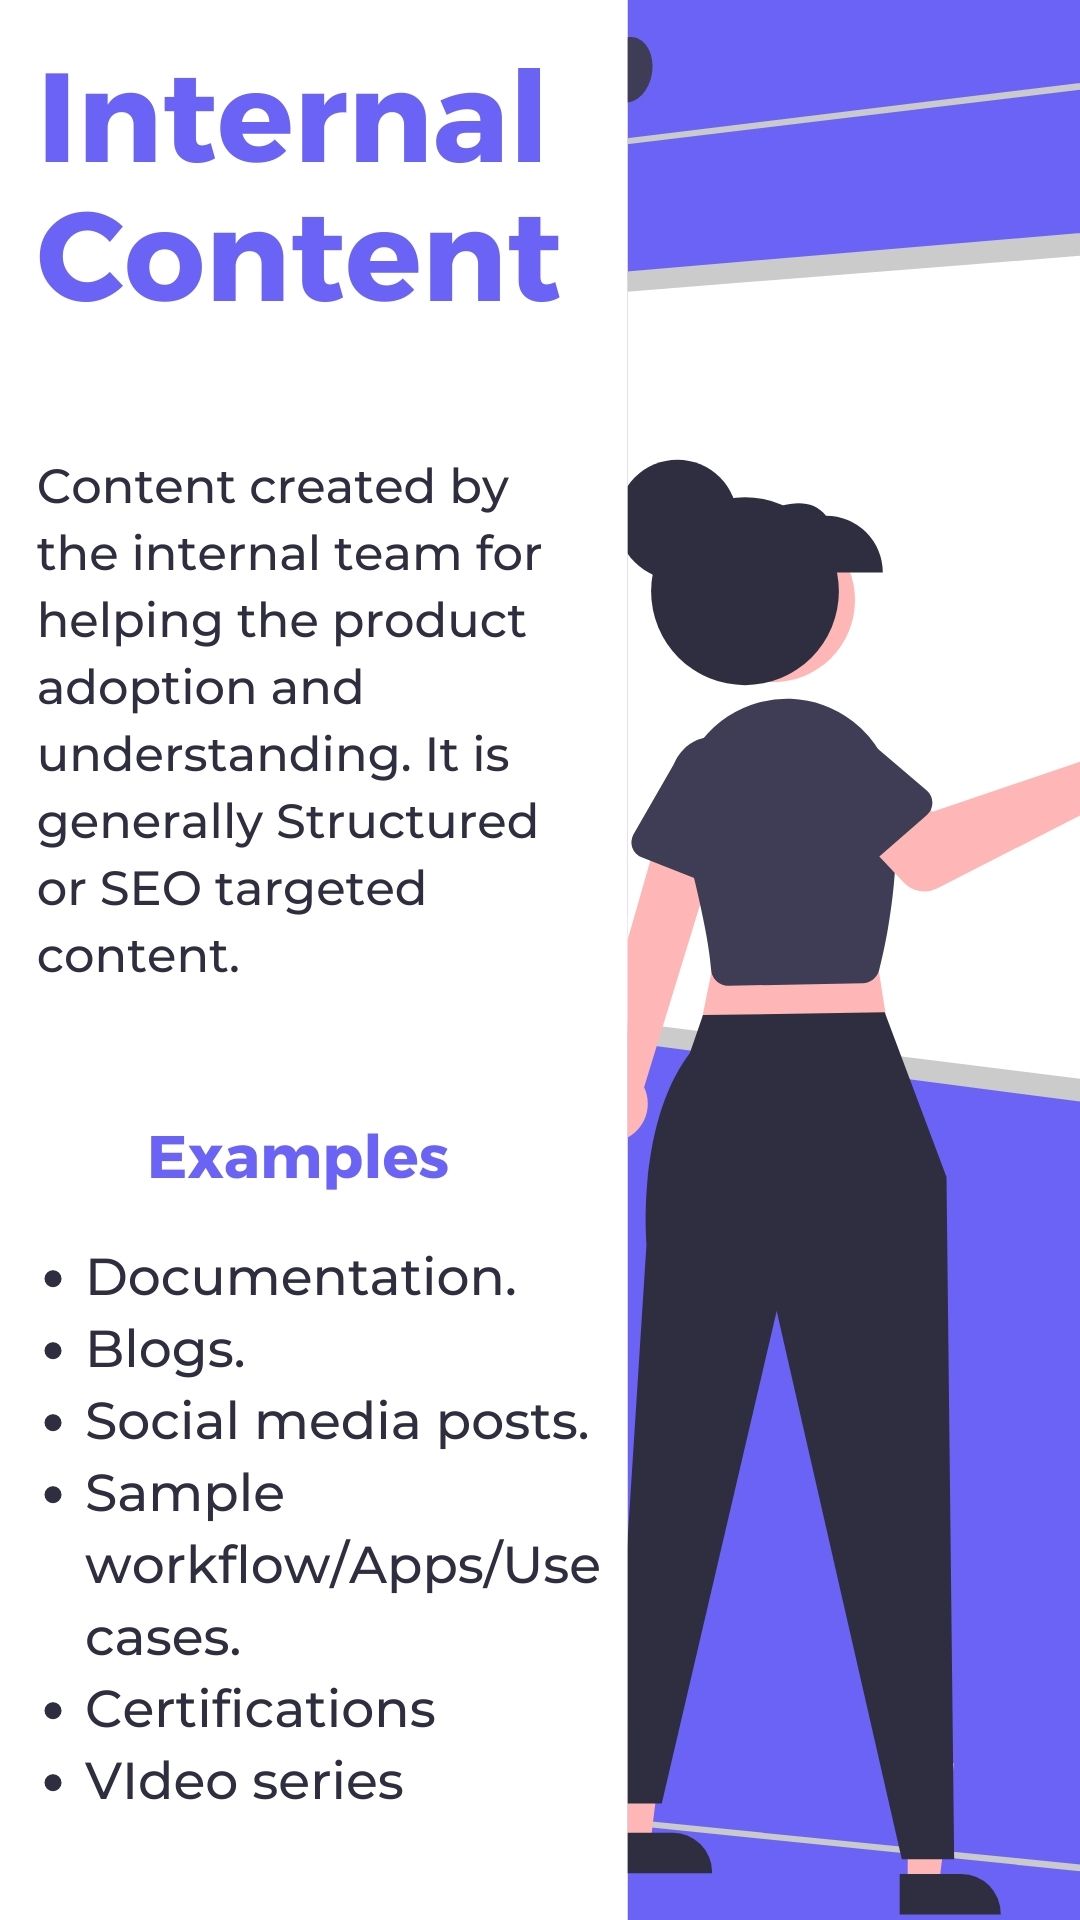 Internal
Content
Content created by
the internal team for
helping the product
adoption and
understanding. It is
generally Structured
or SEO targeted
content.
Examples
• Documentation.
• Blogs.
• Social media posts.
• Sample
workflow/Apps/Use
cases.
• Certifications
• VIdeo series